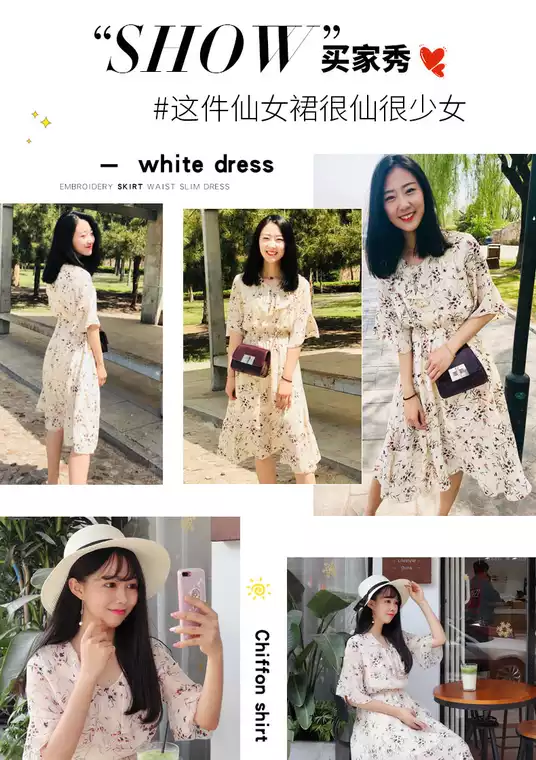 “SHOW”买家秀
#这件仙女裙很仙很少女
— white dress
EMBROIDERY SKIRT WAIST SLIM DRESS
Chiffon shirt